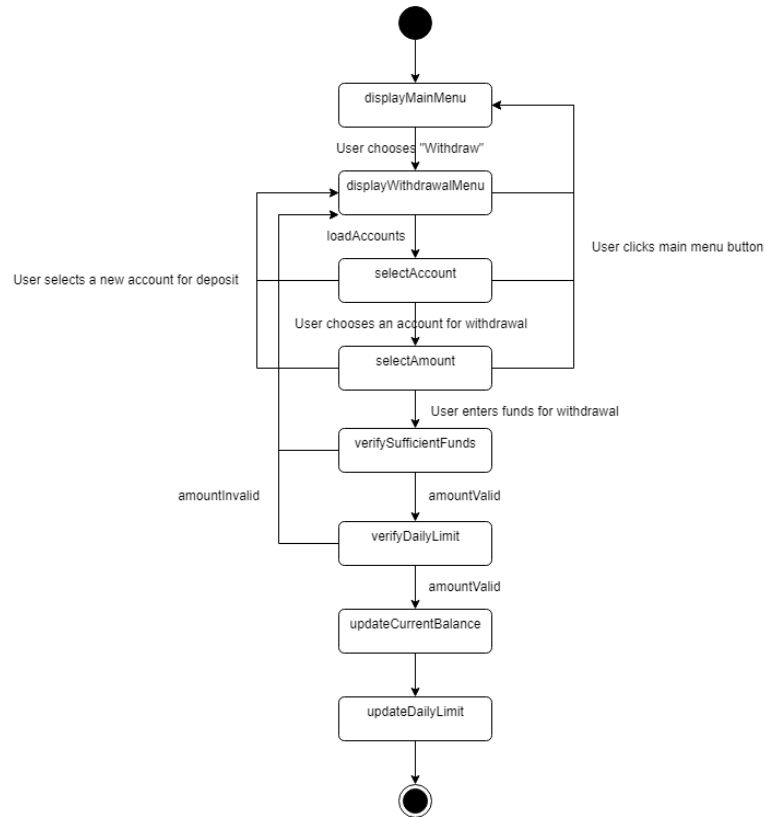 displayMainMenu
User chooses "Withdraw"
displayWithdrawalMenu
loadAccounts
User clicks main menu button
selectAccount
User selects a new account for deposit
User chooses an account for withdrawal
selectAmount
User enters funds for withdrawal
verifySufficientFunds
amountInvalid
amountValid
verifyDailyLimit
amountValid
updateCurrentBalance
updateDailyLimit